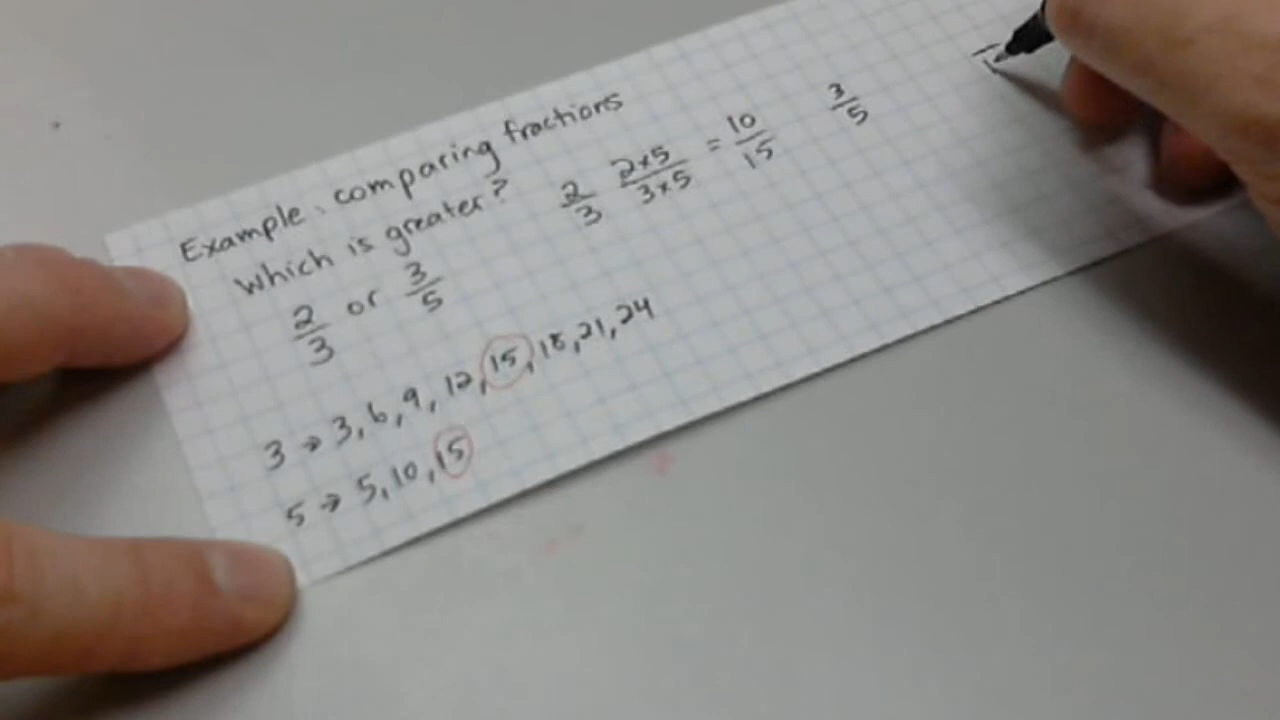 Example: comparing fractions
Which is greater?
2/3 or 3/5
3 → 3, 6, 9, 12, 15, 18, 21, 24
5 → 5, 10, 15
2/3 2×5/3×5 = 10/15 3/5